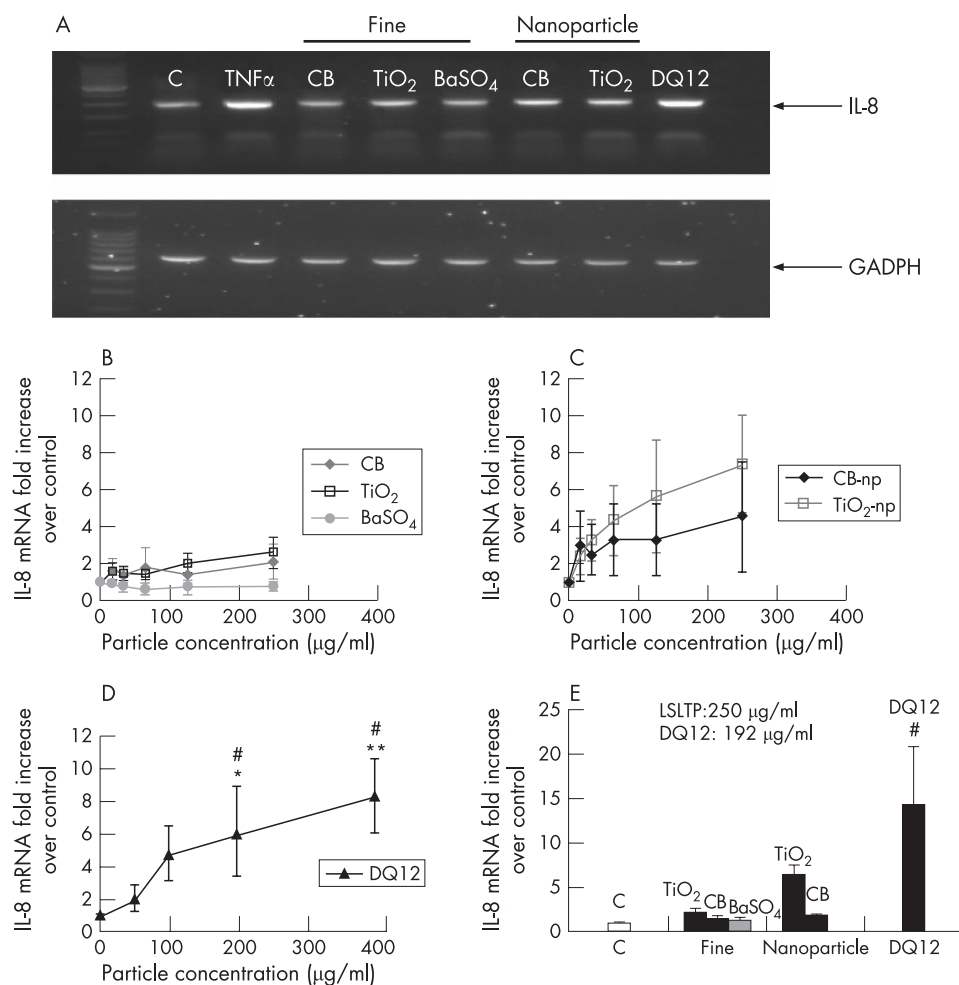 A
Fine
Nanoparticle
C TNFα CB TiO2 BaSO4 CB TiO2 DQ12
IL-8
GADPH
B
IL-8 mRNA fold increase
over control
12
10
8
6
4
2
0
CB
TiO2
BaSO4
0 100 200 300 400
Particle concentration (µg/ml)
C
IL-8 mRNA fold increase
over control
12
10
8
6
4
2
0
CB-np
TiO2-np
0 100 200 300 400
Particle concentration (µg/ml)
D
IL-8 mRNA fold increase
over control
12
10
8
6
4
2
0
#
*
#
**
DQ12
0 100 200 300 400
Particle concentration (µg/ml)
E
IL-8 mRNA fold increase
over control
25
20
15
10
5
0
LSLTP:250 µg/ml
DQ12: 192 µg/ml
DQ12
#
C
TiO2 CB BaSO4
TiO2
CB
C Fine Nanoparticle DQ12